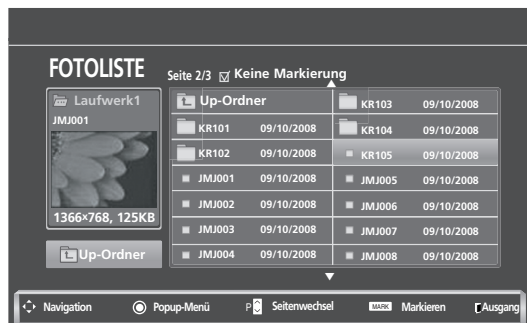 FOTOLISTE
Seite 2/3 Keine Markierung
Laufwerk1
JMJ001
1366×768, 125KB
Up-Ordner
Up-Ordner
KR101 09/10/2008
KR102 09/10/2008
JMJ001 09/10/2008
JMJ002 09/10/2008
JMJ003 09/10/2008
JMJ004 09/10/2008
KR103 09/10/2008
KR104 09/10/2008
KR105 09/10/2008
JMJ005 09/10/2008
JMJ006 09/10/2008
JMJ007 09/10/2008
JMJ008 09/10/2008
Navigation Popup-Menü P Seitenwechsel MARK Markieren Ausgang